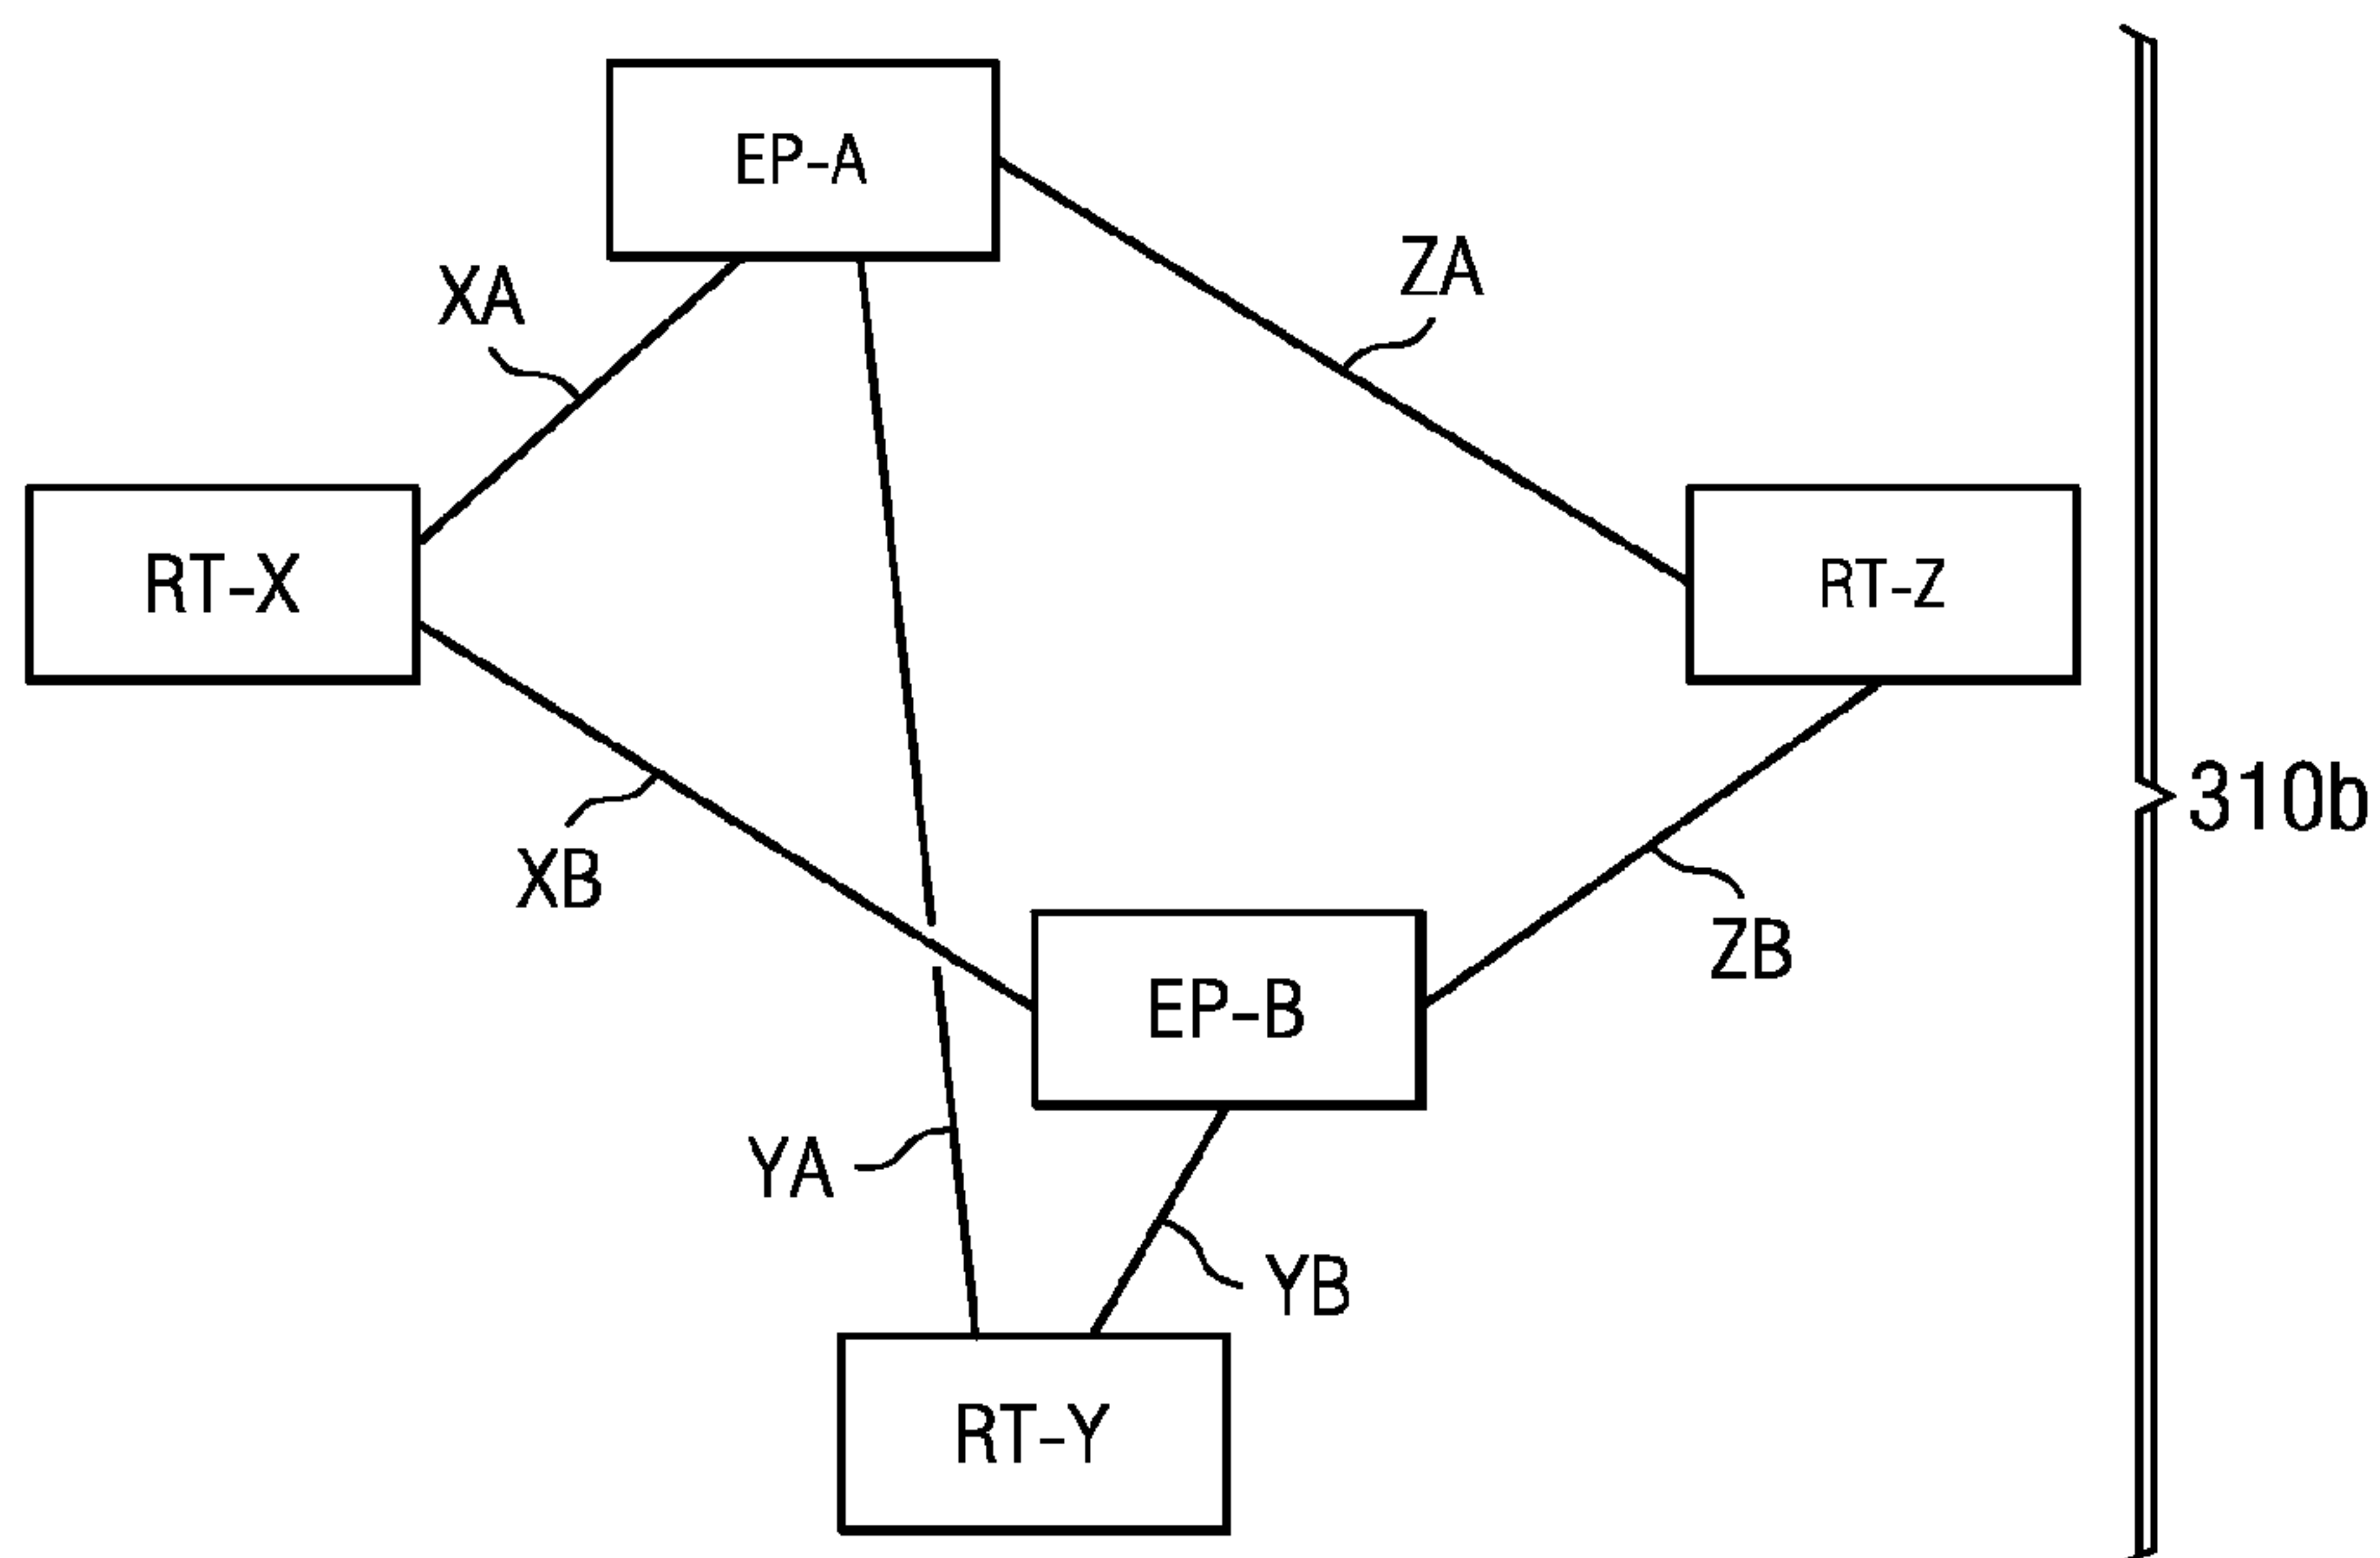 EP-A
XA
ZA
RT-X
RT-Z
310b
XB
ZB
EP-B
YA
YB
RT-Y